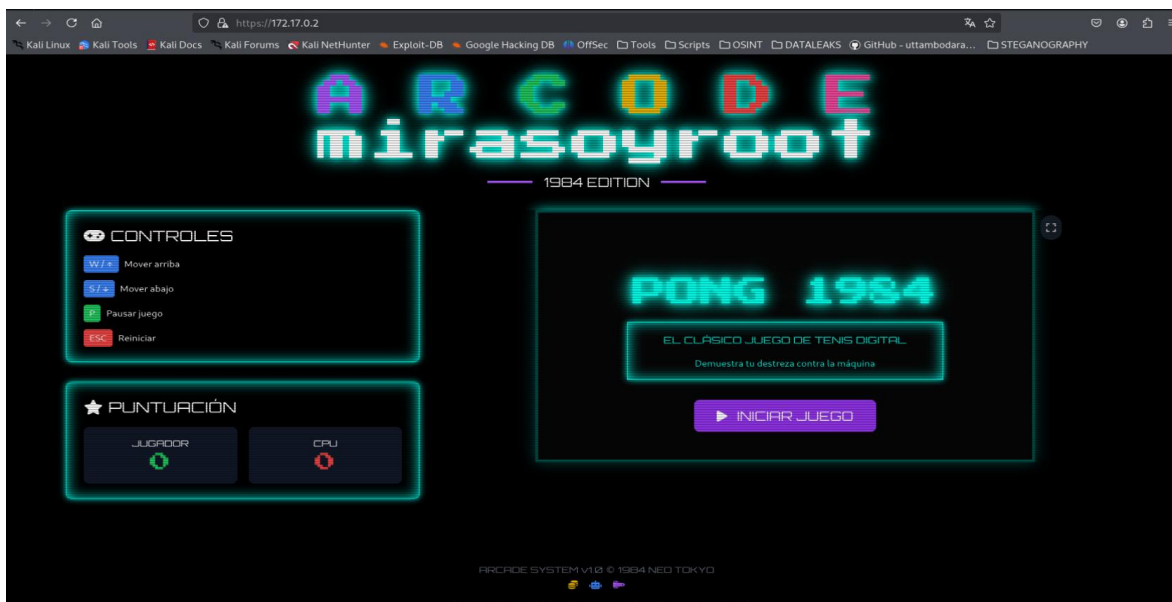 https://172.17.0.2
Kali Linux Kali Tools Kali Docs Kali Forums Kali NetHunter Exploit-DB Google Hacking DB OffSec Tools Scripts OSINT DATALEAKS GitHub - uttambodara... STEGANOGRAPHY
ARCODE
mirasoyroot
1984 EDITION
CONTROLES
W / ↑ Mover arriba
S / ↓ Mover abajo
P Pausar juego
ESC Reiniciar
PUNTUACIÓN
JUGADOR
0
CPU
0
PONG 1984
EL CLÁSICO JUEGO DE TENIS DIGITAL
Demuestra tu destreza contra la máquina
INICIAR JUEGO
ARCADE SYSTEM V1.0 © 1984 NEO TOKYO